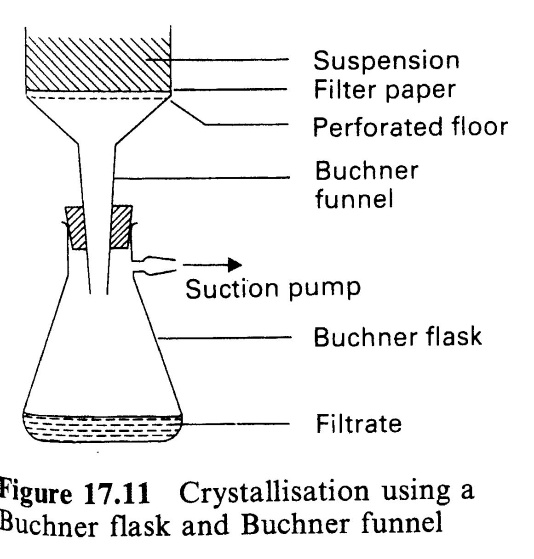 Suspension
Filter paper
Perforated floor
Buchner
funnel
Suction pump
Buchner flask
Filtrate
Figure 17.11 Crystallisation using a
Buchner flask and Buchner funnel